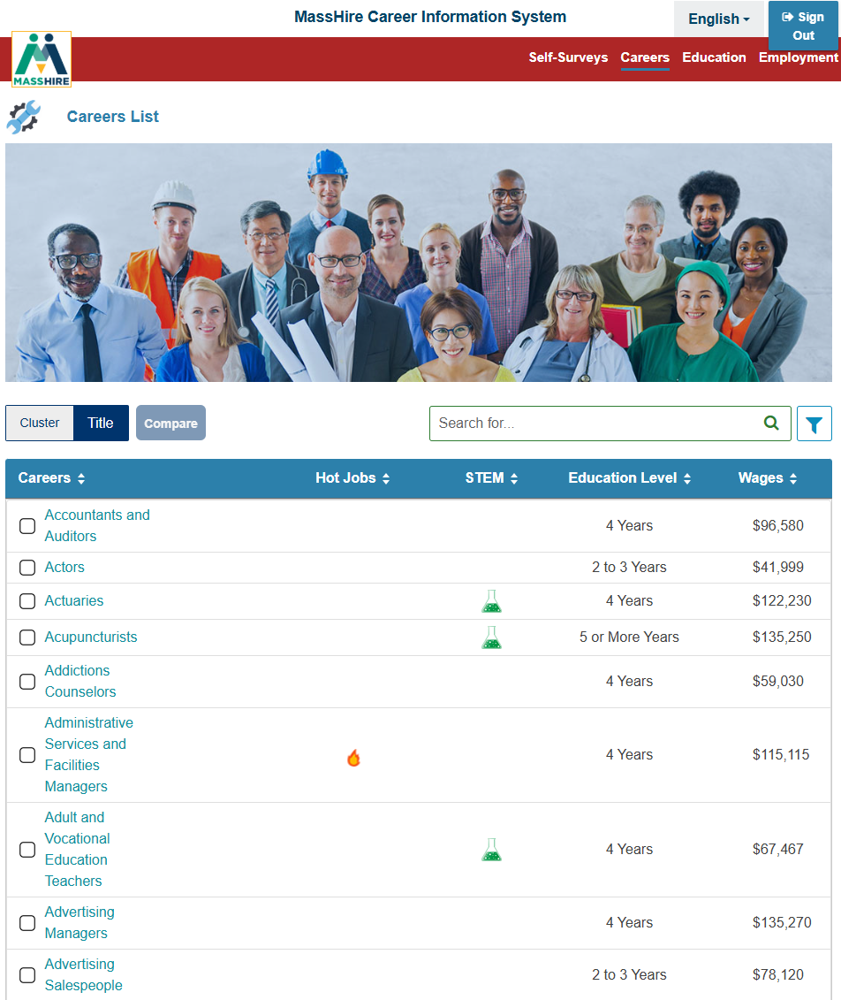 MassHire Career Information System
English
Sign
Out
MASSHIRE
Self-Surveys Careers Education Employment
Careers List
Cluster Title Compare Search for...
Careers Hot Jobs STEM Education Level Wages
Accountants and
Auditors
4 Years $96,580
Actors 2 to 3 Years $41,999
Actuaries 4 Years $122,230
Acupuncturists 5 or More Years $135,250
Addictions
Counselors
4 Years $59,030
Administrative
Services and
Facilities
Managers
4 Years $115,115
Adult and
Vocational
Education
Teachers
4 Years $67,467
Advertising
Managers
4 Years $135,270
Advertising
Salespeople
2 to 3 Years $78,120